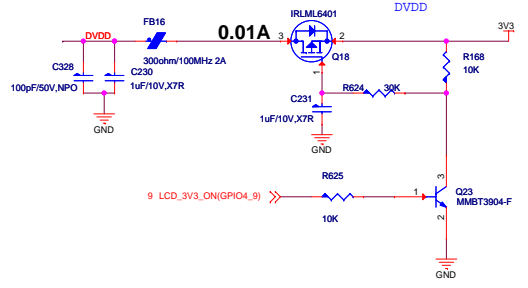 DVDD
IRLML6401
FB16
DVDD
0.01A
3
2
3V3
300ohm/100MHz 2A
Q18
1
R168
10K
C328
C230
100pF/50V,NPO
1uF/10V,X7R
R624
30K
C231
1uF/10V,X7R
GND
GND
R625
3
Q23
9 LCD_3V3_ON(GPIO4_9)
1
MMBT3904-F
10K
2
GND